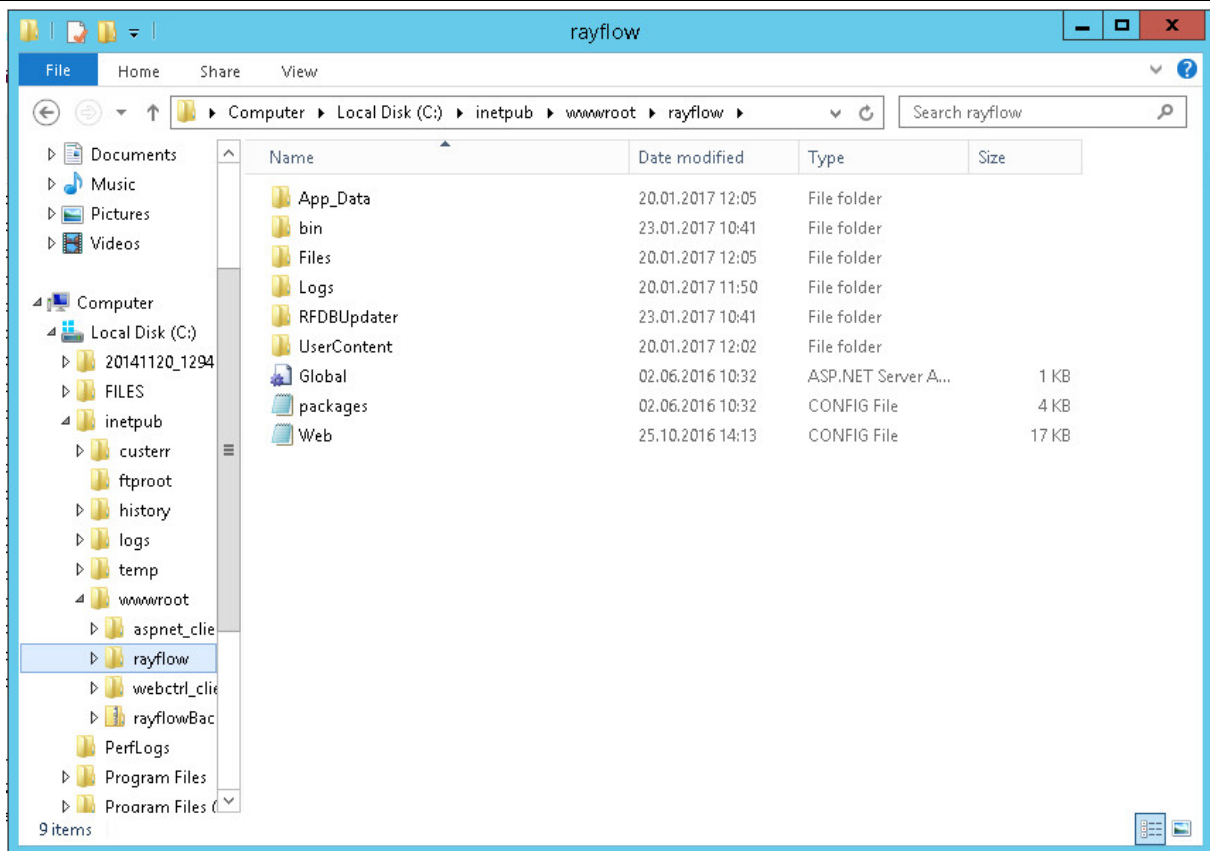 rayflow
File Home Share View
Computer Local Disk (C:) inetpub wwwroot rayflow Search rayflow
Documents
Music
Pictures
Videos
Computer
Local Disk (C:)
20141120_1294
FILES
inetpub
custerr
ftproot
history
logs
temp
wwwroot
aspnet_clie
rayflow
webctrl_clie
rayflowBac
PerfLogs
Program Files
Program Files (
Name Date modified Type Size
App_Data 20.01.2017 12:05 File folder
bin 23.01.2017 10:41 File folder
Files 20.01.2017 12:05 File folder
Logs 20.01.2017 11:50 File folder
RFDBUpdater 23.01.2017 10:41 File folder
UserContent 20.01.2017 12:02 File folder
Global 02.06.2016 10:32 ASP.NET Server A... 1 KB
packages 02.06.2016 10:32 CONFIG File 4 KB
Web 25.10.2016 14:13 CONFIG File 17 KB
9 items